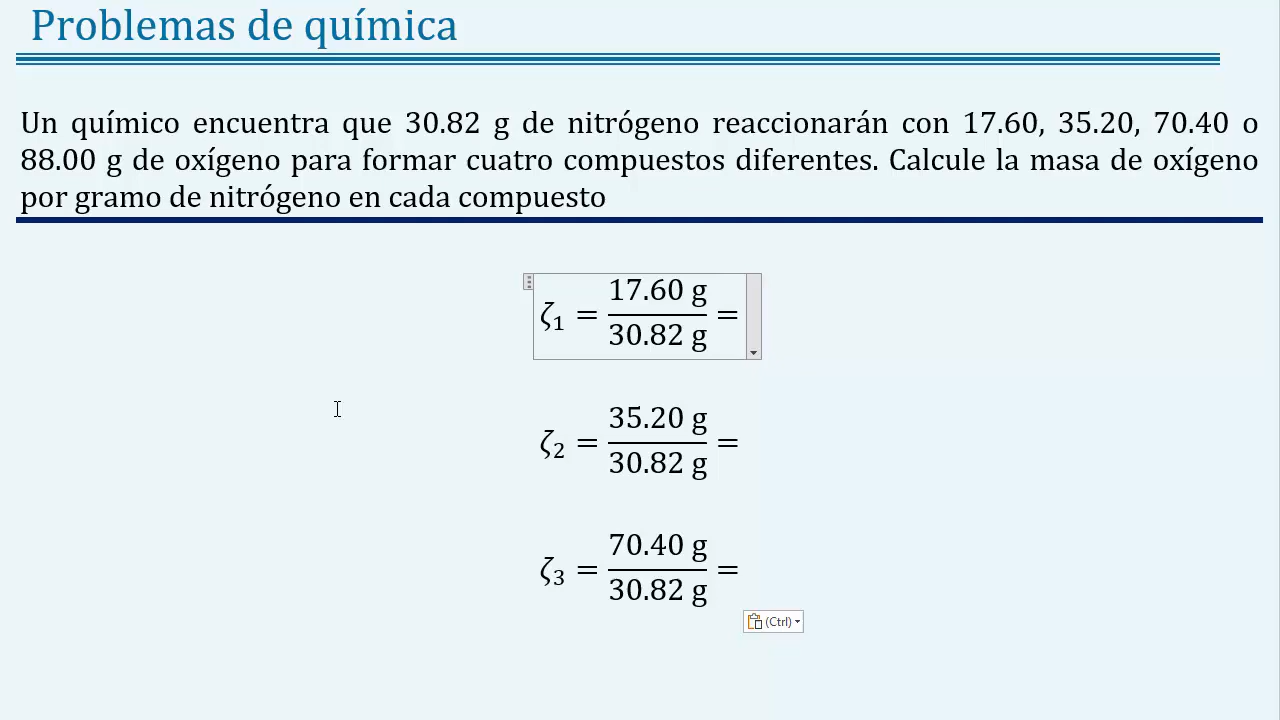 Problemas de química
Un químico encuentra que 30.82 g de nitrógeno reaccionarán con 17.60, 35.20, 70.40 o
88.00 g de oxígeno para formar cuatro compuestos diferentes. Calcule la masa de oxígeno
por gramo de nitrógeno en cada compuesto
ζ₁ = 17.60 g / 30.82 g =
ζ₂ = 35.20 g / 30.82 g =
ζ₃ = 70.40 g / 30.82 g =
(Ctrl)